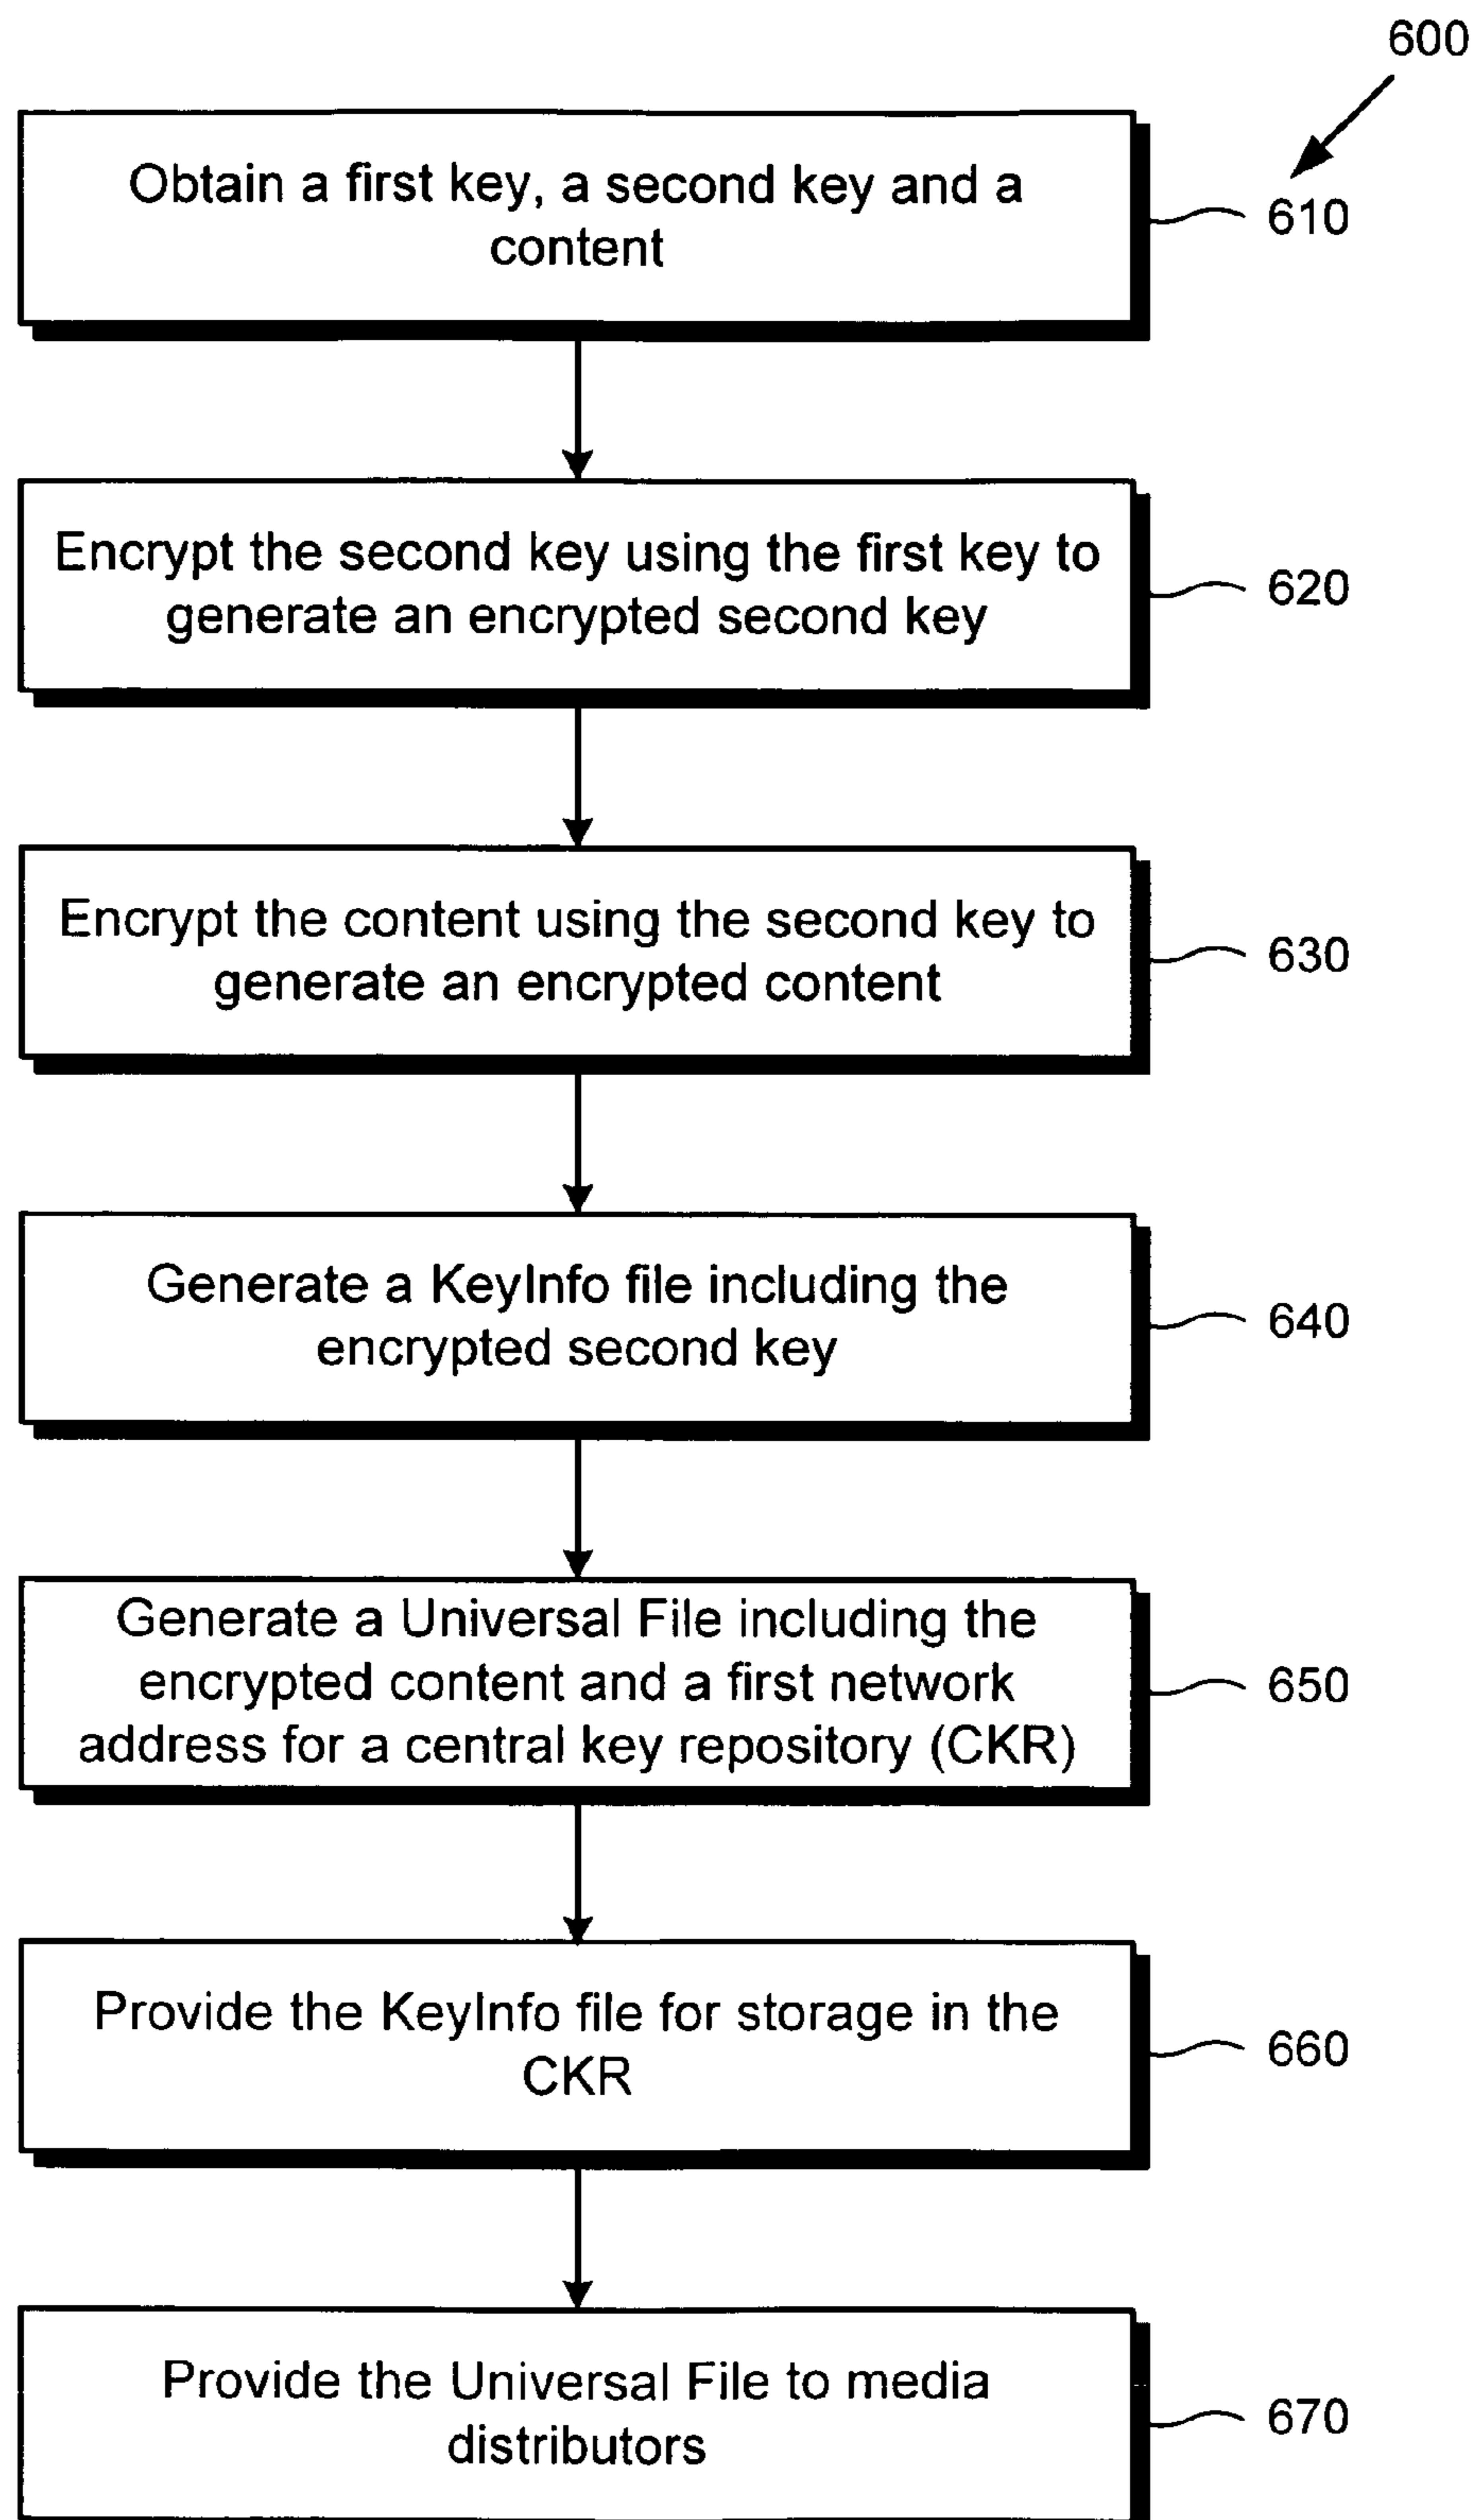 600
Obtain a first key, a second key and a
content
610
Encrypt the second key using the first key to
generate an encrypted second key
620
Encrypt the content using the second key to
generate an encrypted content
630
Generate a KeyInfo file including the
encrypted second key
640
Generate a Universal File including the
encrypted content and a first network
address for a central key repository (CKR)
650
Provide the KeyInfo file for storage in the
CKR
660
Provide the Universal File to media
distributors
670